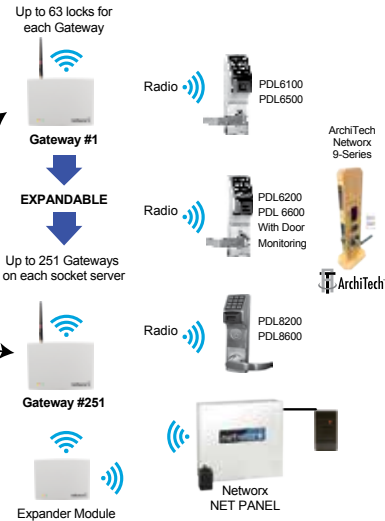 Up to 63 locks for
each Gateway
Radio
PDL6100
PDL6500
Gateway #1
ArchiTech
Networx
9-Series
EXPANDABLE
Radio
PDL6200
PDL 6600
With Door
Monitoring
Up to 251 Gateways
on each socket server
ArchiTech
Radio
PDL8200
PDL8600
Gateway #251
Expander Module
Networx
NET PANEL